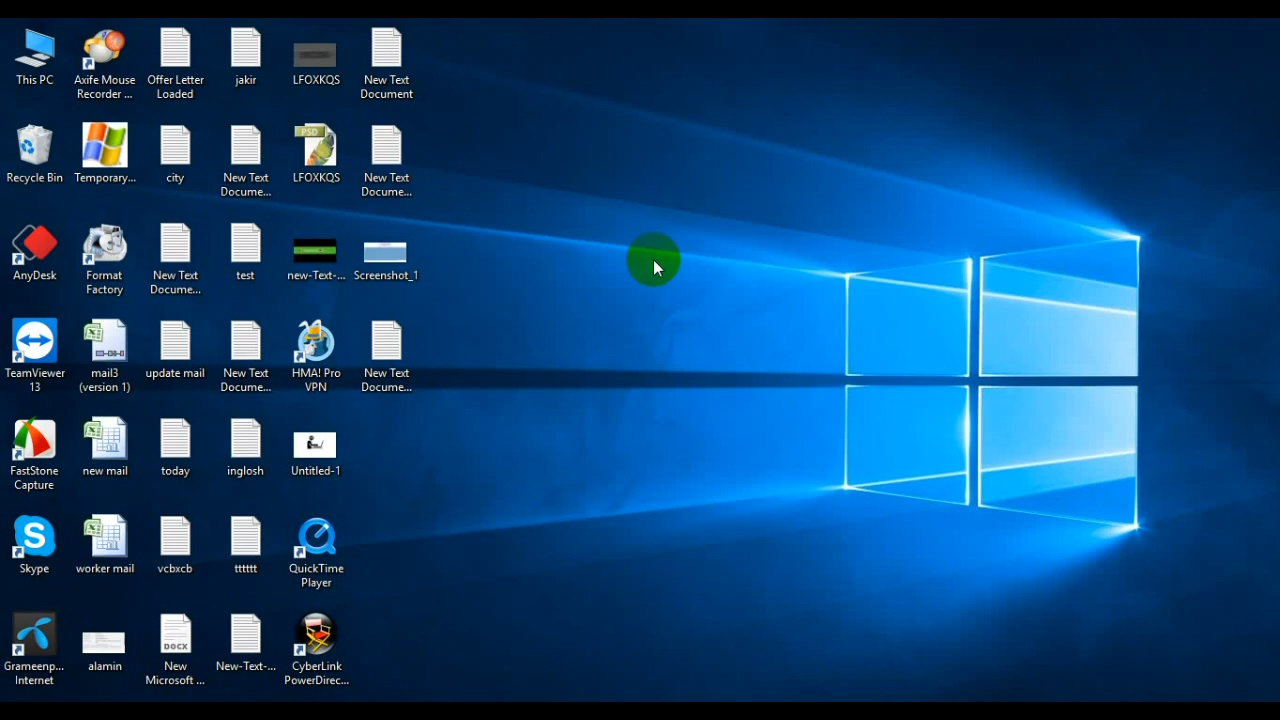 This PC
Axife Mouse
Recorder ...
Offer Letter
Loaded
jakir
LFOXKQS
New Text
Document
Recycle Bin
Temporary...
city
New Text
Docume...
PSD
LFOXKQS
New Text
Docume...
AnyDesk
Format
Factory
New Text
Docume...
test
new-Text-...
Screenshot_1
TeamViewer
13
mail3
(version 1)
update mail
New Text
Docume...
HMA! Pro
VPN
New Text
Docume...
FastStone
Capture
new mail
today
inglosh
Untitled-1
Skype
worker mail
vcbxcb
tttttt
QuickTime
Player
Grameenp...
Internet
alamin
DOCX
New
Microsoft ...
New-Text-...
CyberLink
PowerDirec...